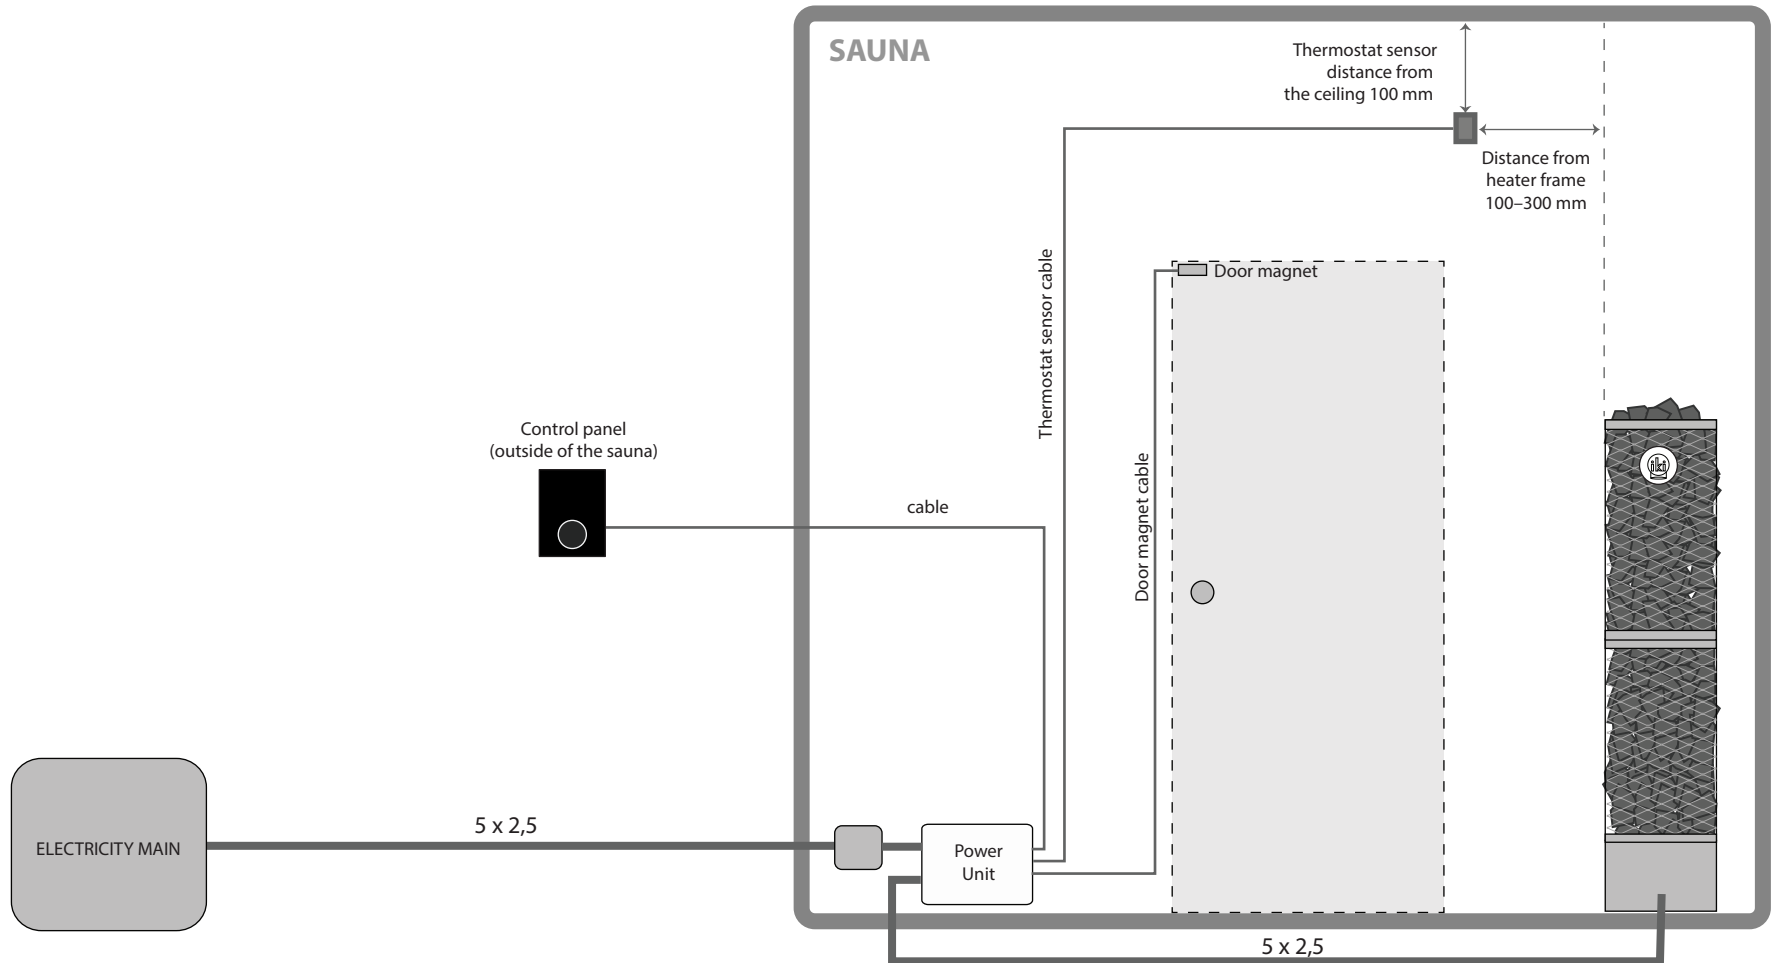 SAUNA
Thermostat sensor
distance from
the ceiling 100 mm
Distance from
heater frame
100–300 mm
Door magnet
Thermostat sensor cable
Door magnet cable
Control panel
(outside of the sauna)
cable
iki
ELECTRICITY MAIN
5 x 2,5
Power
Unit
5 x 2,5